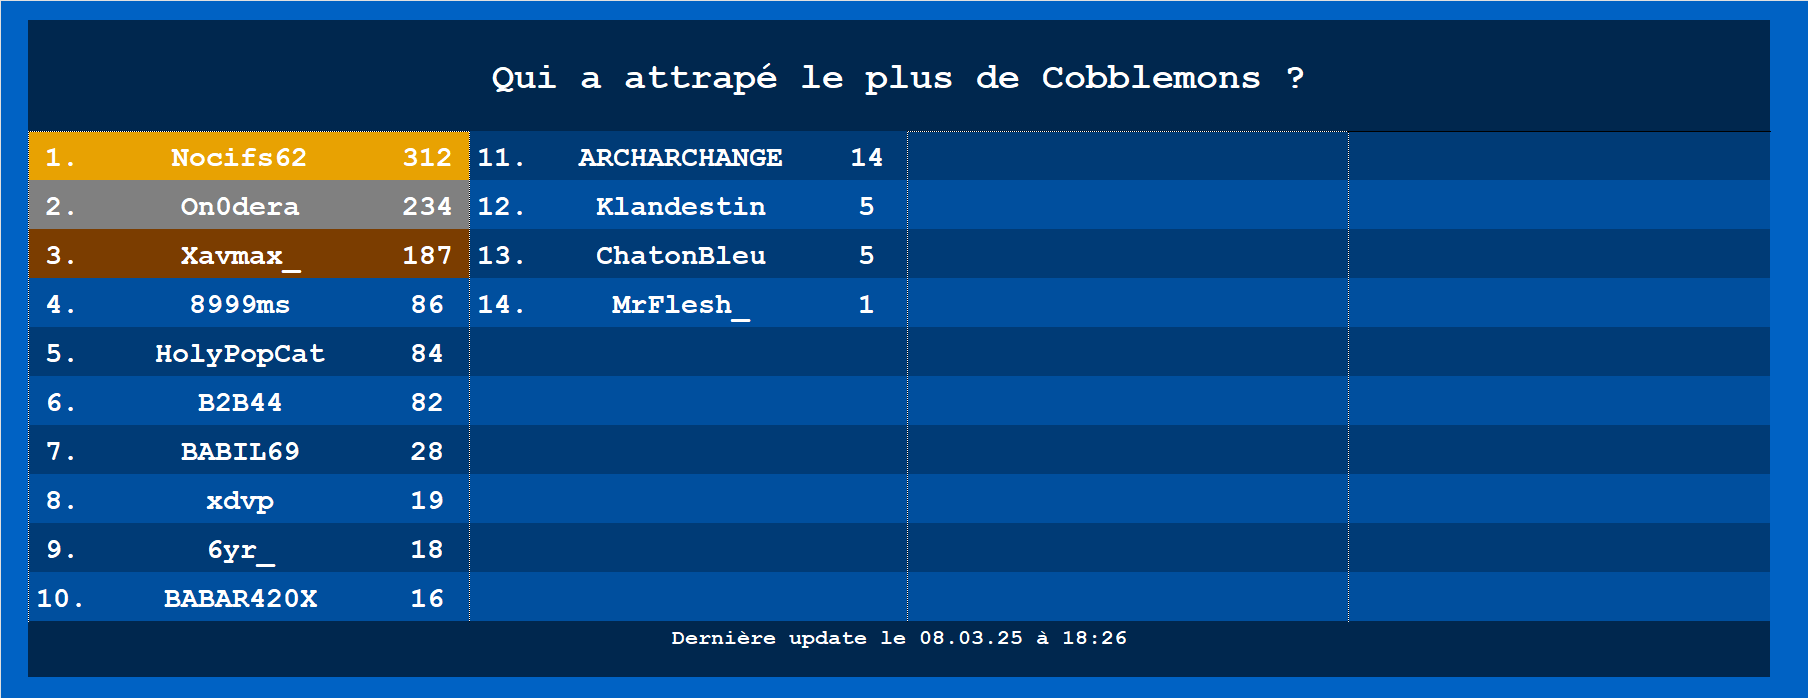 Qui a attrapé le plus de Cobblemons ?
1. Nocifs62 312
2. On0dera 234
3. Xavmax_ 187
4. 8999ms 86
5. HolyPopCat 84
6. B2B44 82
7. BABIL69 28
8. xdvp 19
9. 6yr_ 18
10. BABAR420X 16
11. ARCHARCHANGE 14
12. Klandestin 5
13. ChatonBleu 5
14. MrFlesh_ 1
Dernière update le 08.03.25 à 18:26